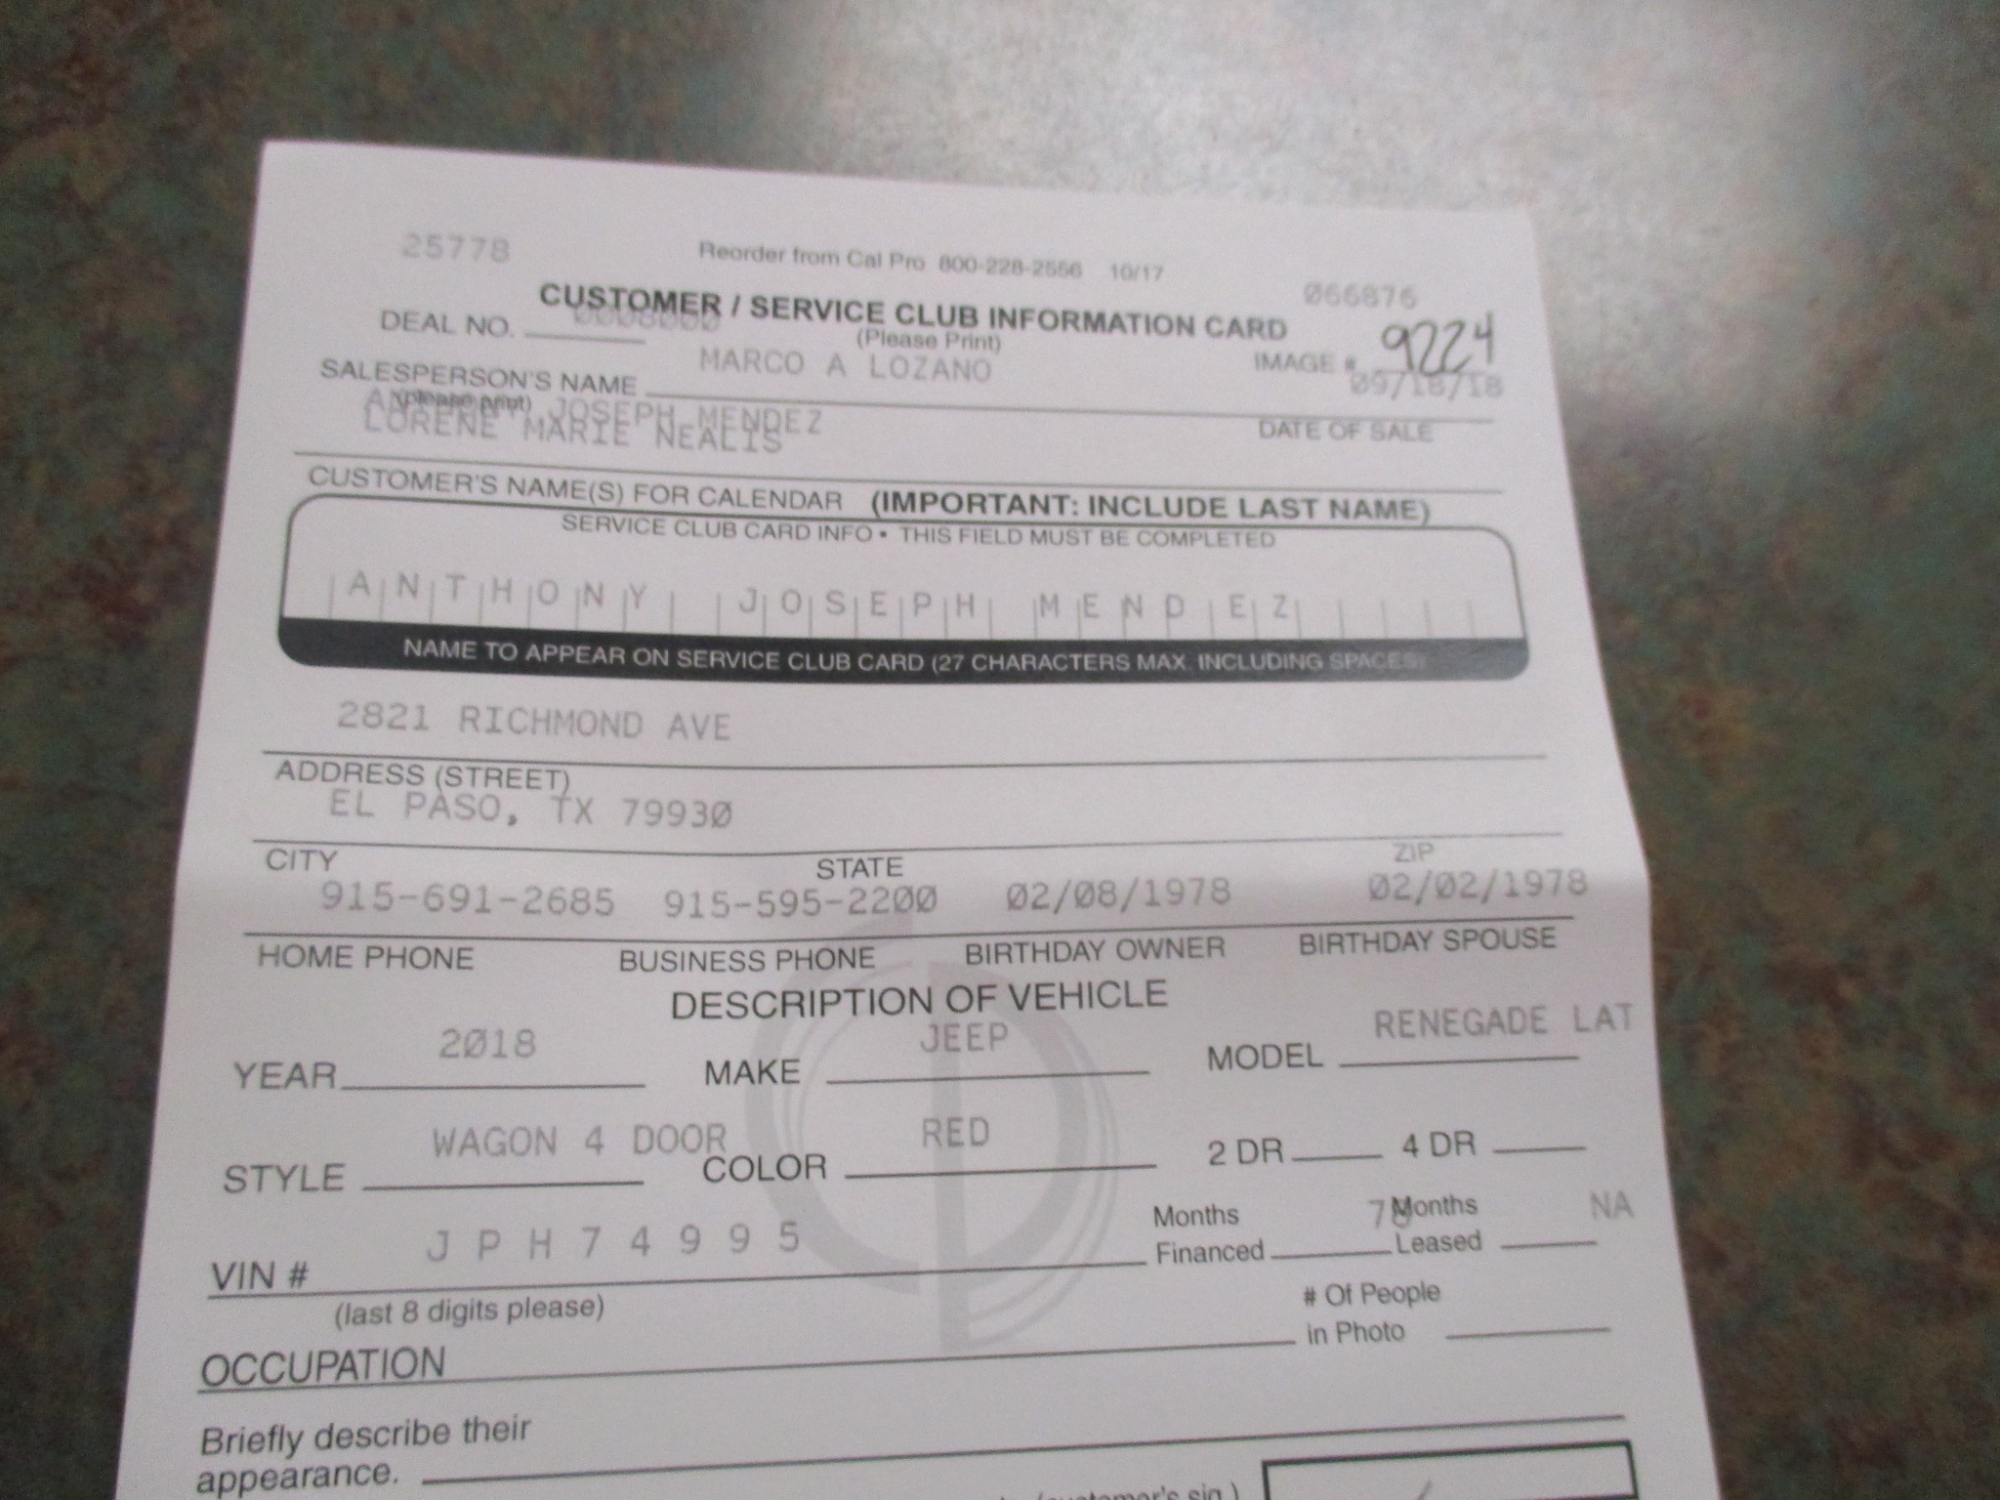 25778 Reorder from Cal Pro 800-228-2556 10/17
066876
CUSTOMER / SERVICE CLUB INFORMATION CARD
DEAL NO. (Please Print)
IMAGE # 9224
SALESPERSON'S NAME MARCO A LOZANO 09/18/18
(please print) DATE OF SALE
JOSEPH MENDEZ
LORENE MARIE NEALIS
CUSTOMER'S NAME(S) FOR CALENDAR (IMPORTANT: INCLUDE LAST NAME)
SERVICE CLUB CARD INFO • THIS FIELD MUST BE COMPLETED
ANTHONY JOSEPH MENDEZ
NAME TO APPEAR ON SERVICE CLUB CARD (27 CHARACTERS MAX. INCLUDING SPACES)
2821 RICHMOND AVE
ADDRESS (STREET)
EL PASO, TX 79930
CITY STATE ZIP
915-691-2685 915-595-2200 02/08/1978 02/02/1978
HOME PHONE BUSINESS PHONE BIRTHDAY OWNER BIRTHDAY SPOUSE
DESCRIPTION OF VEHICLE
YEAR 2018 MAKE JEEP MODEL RENEGADE LAT
STYLE WAGON 4 DOOR COLOR RED 2 DR 4 DR
VIN # JPH74995 Months Financed Months Leased NA
(last 8 digits please)
# Of People
in Photo
OCCUPATION
Briefly describe their
appearance.